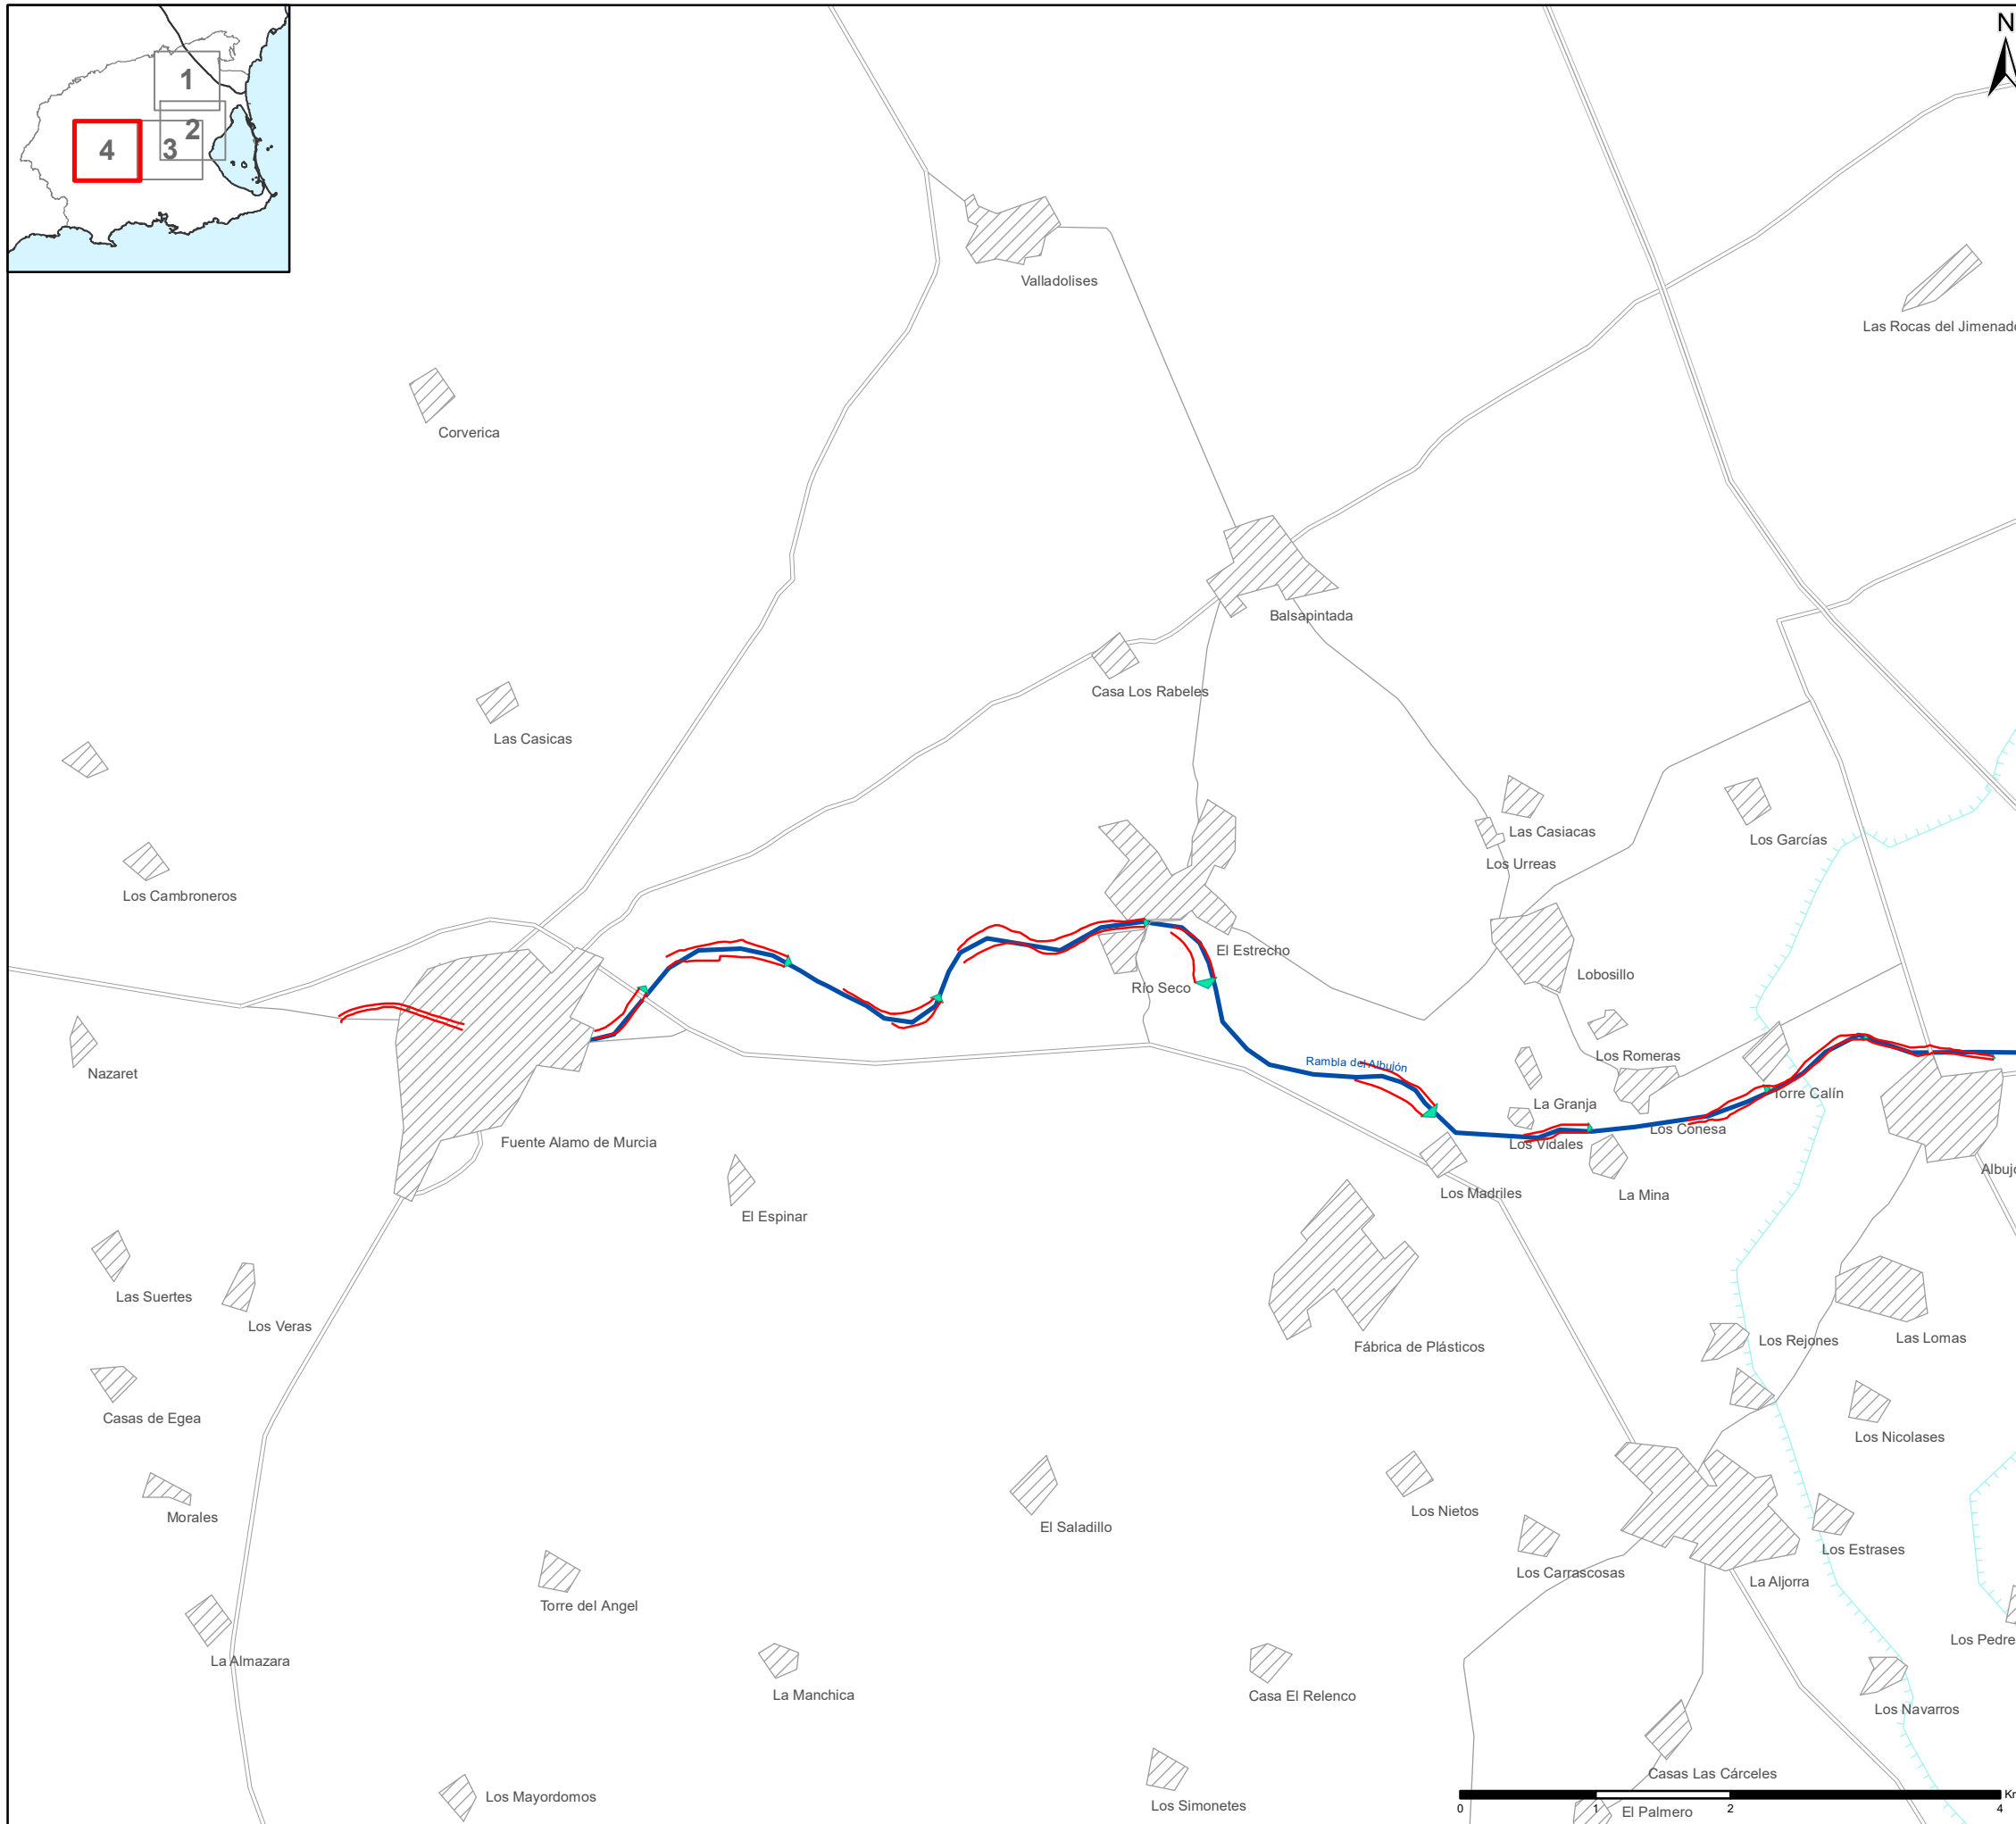 N
1
2
3
4
Valladolises
Las Rocas del Jimenado
Corverica
Balsapintada
Casa Los Rabeles
Las Casicas
Las Casiacas
Los Urreas
Los Garcías
Los Cambroneros
El Estrecho
Lobosillo
Río Seco
Los Romeras
Rambla del Albujón
Nazaret
Torre Calín
La Granja
Los Conesa
Fuente Alamo de Murcia
Los Vidales
Albujó
Los Madriles
La Mina
El Espinar
Las Suertes
Los Veras
Los Rejones
Las Lomas
Fábrica de Plásticos
Casas de Egea
Los Nicolases
Morales
El Saladillo
Los Nietos
Los Estrases
Los Carrascosas
La Aljorra
Torre del Angel
Los Pedre
La Almazara
La Manchica
Casa El Relenco
Los Navarros
Casas Las Cárceles
Los Mayordomos
Los Simonetes
El Palmero
0 1 2 4 Km